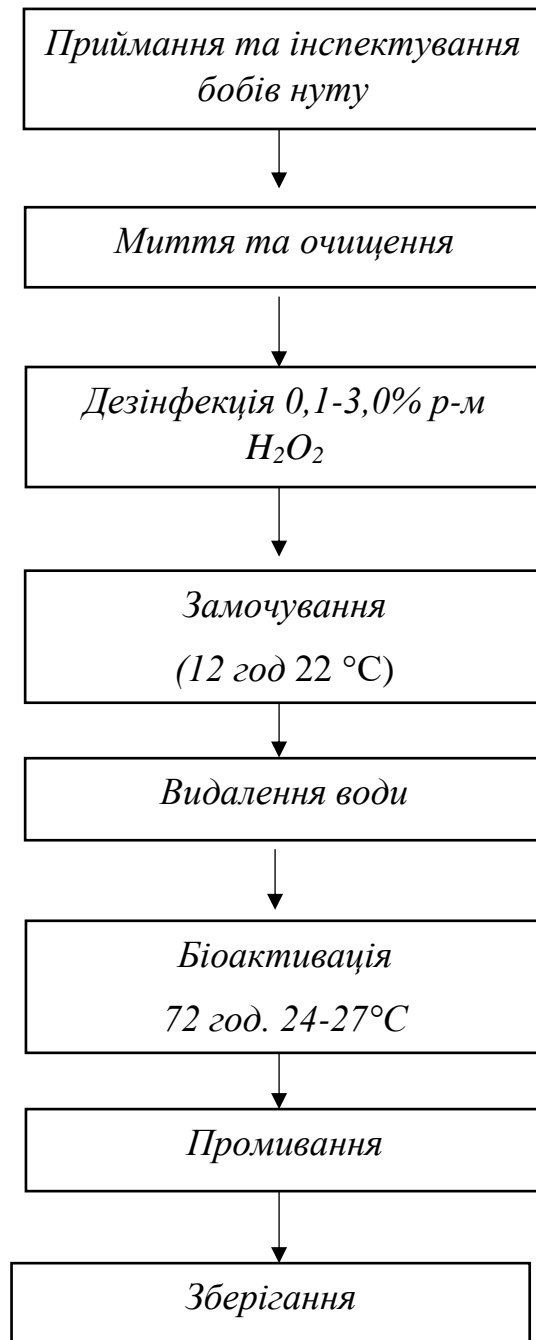 Приймання та інспектування
бобів нуту
Миття та очищення
Дезінфекція 0,1-3,0% р-м
H₂O₂
Замочування
(12 год 22 °C)
Видалення води
Біоактивація
72 год. 24-27°C
Промивання
Зберігання